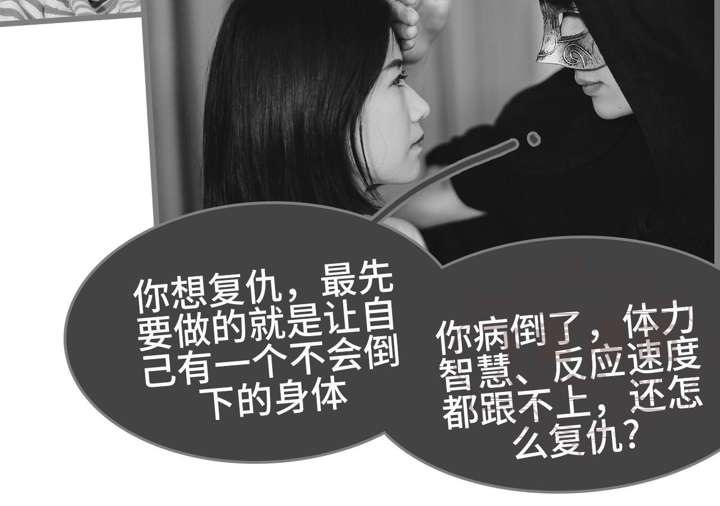 你想复仇，最先
要做的就是让自
己有一个不会倒
下的身体
你病倒了，体力
智慧、反应速度
都跟不上，还怎
么复仇?